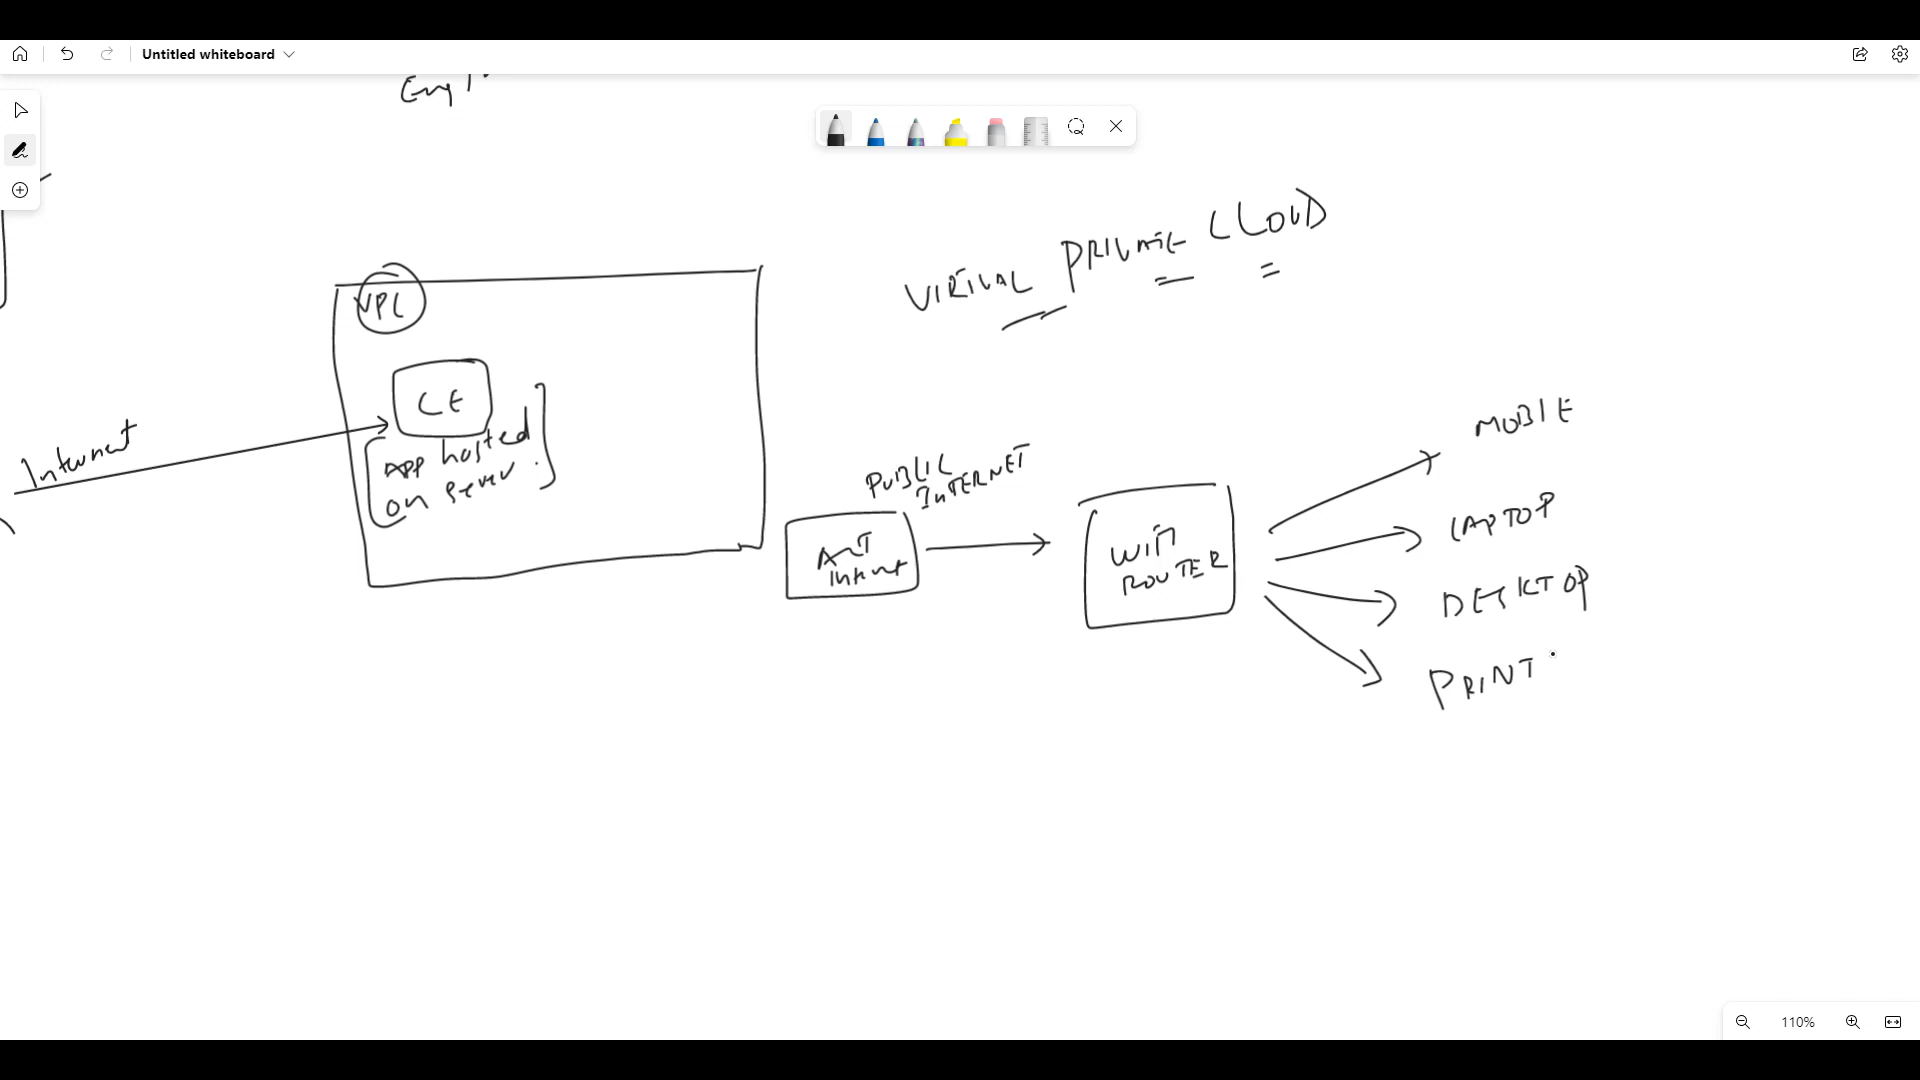 Untitled whiteboard
VIRTUAL PRIVATE CLOUD
VPC
CE
App hosted
on server.
Internet
PUBLIC
INTERNET
WIFI
ROUTER
MOBIE
LAPTOP
DESKTOP
PRINT
110%